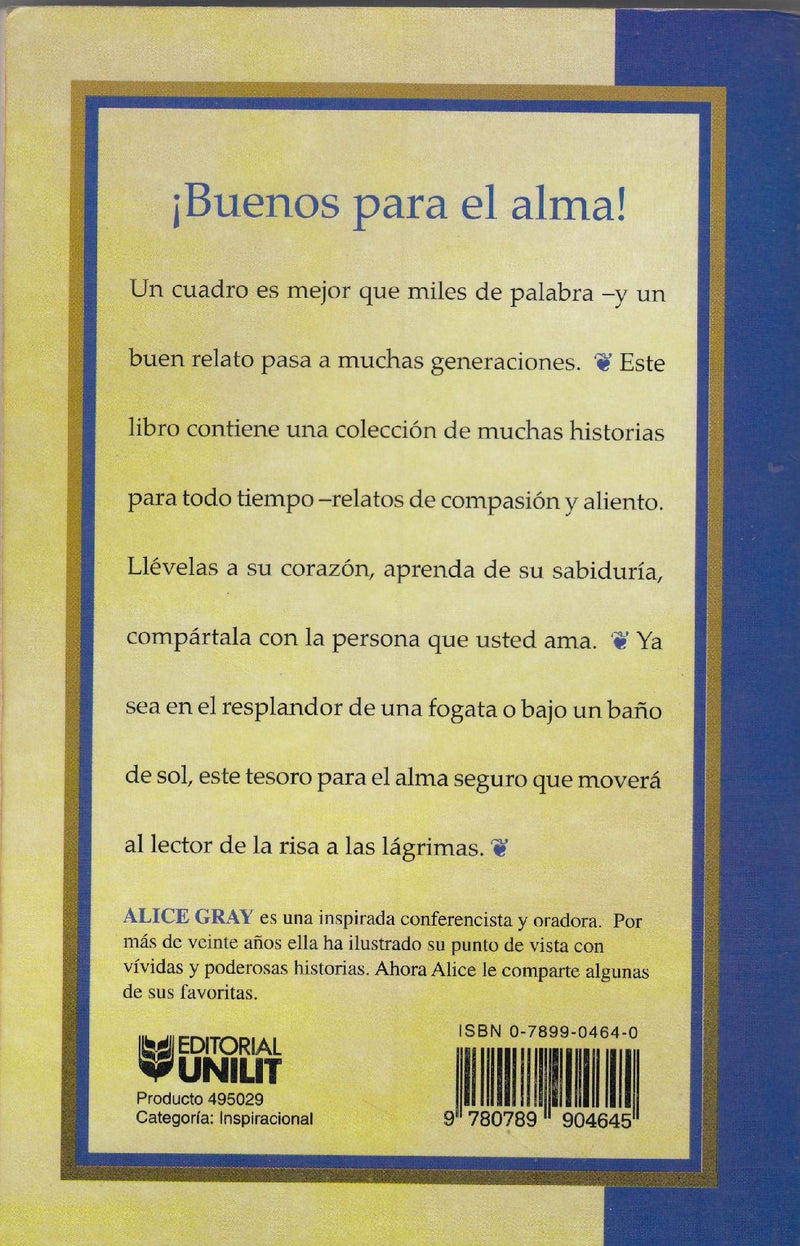 ¡Buenos para el alma!
Un cuadro es mejor que miles de palabra –y un
buen relato pasa a muchas generaciones. ❦ Este
libro contiene una colección de muchas historias
para todo tiempo –relatos de compasión y aliento.
Llévelas a su corazón, aprenda de su sabiduría,
compártala con la persona que usted ama. ❦ Ya
sea en el resplandor de una fogata o bajo un baño
de sol, este tesoro para el alma seguro que moverá
al lector de la risa a las lágrimas. ❦
ALICE GRAY es una inspirada conferencista y oradora. Por
más de veinte años ella ha ilustrado su punto de vista con
vívidas y poderosas historias. Ahora Alice le comparte algunas
de sus favoritas.
EDITORIAL
UNILIT
Producto 495029
Categoría: Inspiracional
ISBN 0-7899-0464-0
9 780789 904645